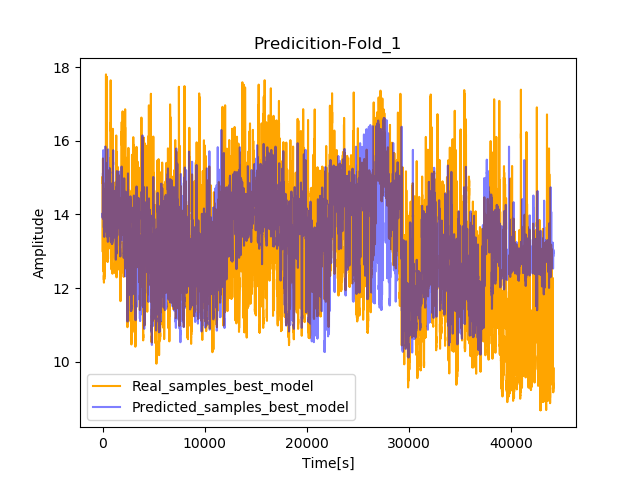 Predicition-Fold_1
18
16
14
12
10
Amplitude
Real_samples_best_model
Predicted_samples_best_model
0
10000
20000
30000
40000
Time[s]